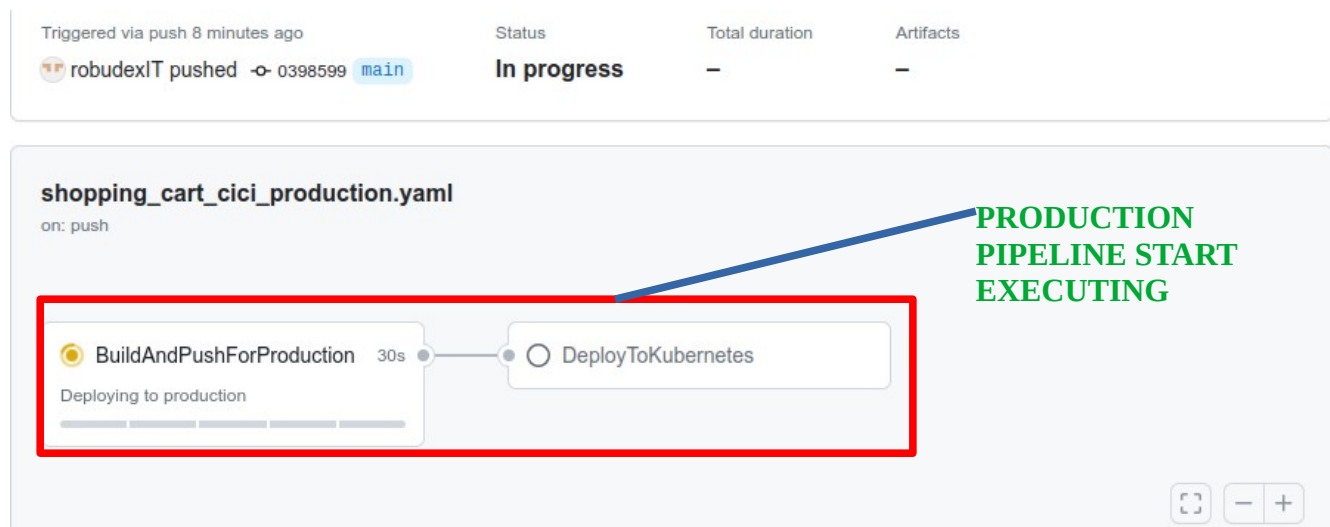 Triggered via push 8 minutes ago
Status
Total duration
Artifacts
robudexIT pushed 0398599 main
In progress
–
–
shopping_cart_cici_production.yaml
on: push
PRODUCTION
PIPELINE START
EXECUTING
BuildAndPushForProduction 30s
DeployToKubernetes
Deploying to production